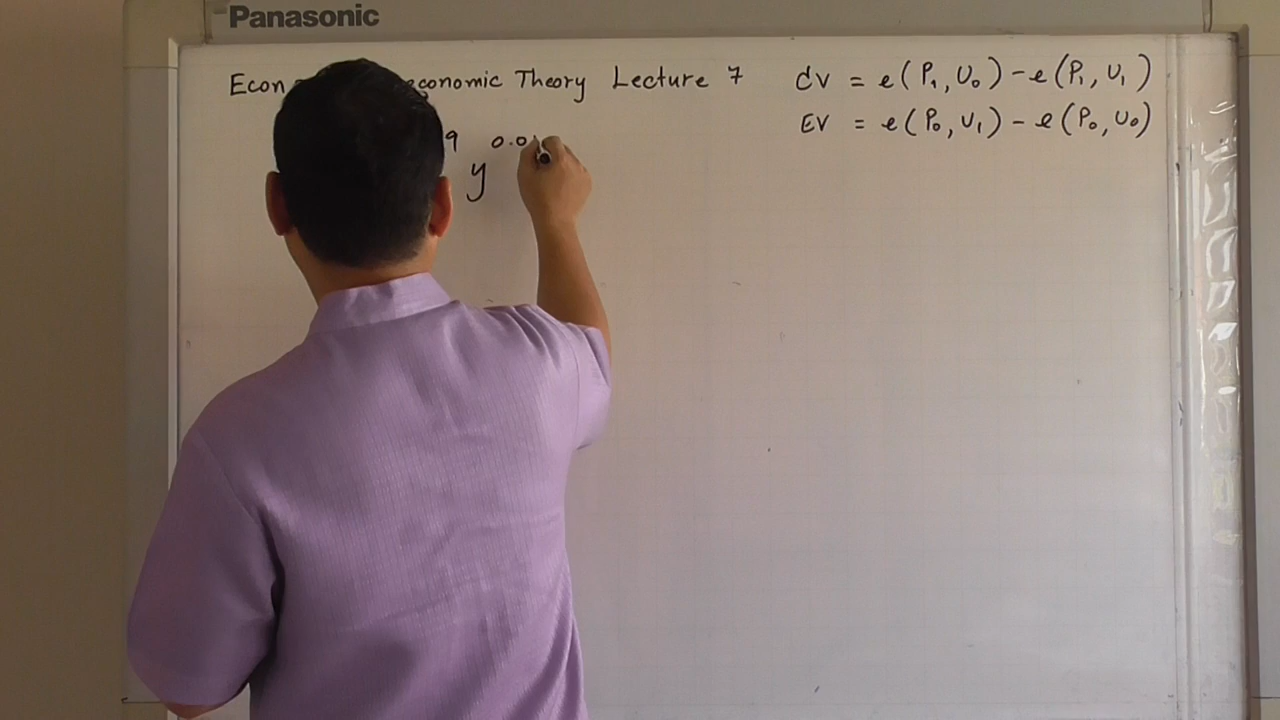 Panasonic
Econ economic Theory Lecture 7
CV = e(P₁, U₀) - e(P₁, U₁)
EV = e(P₀, U₁) - e(P₀, U₀)
9 y 0.0